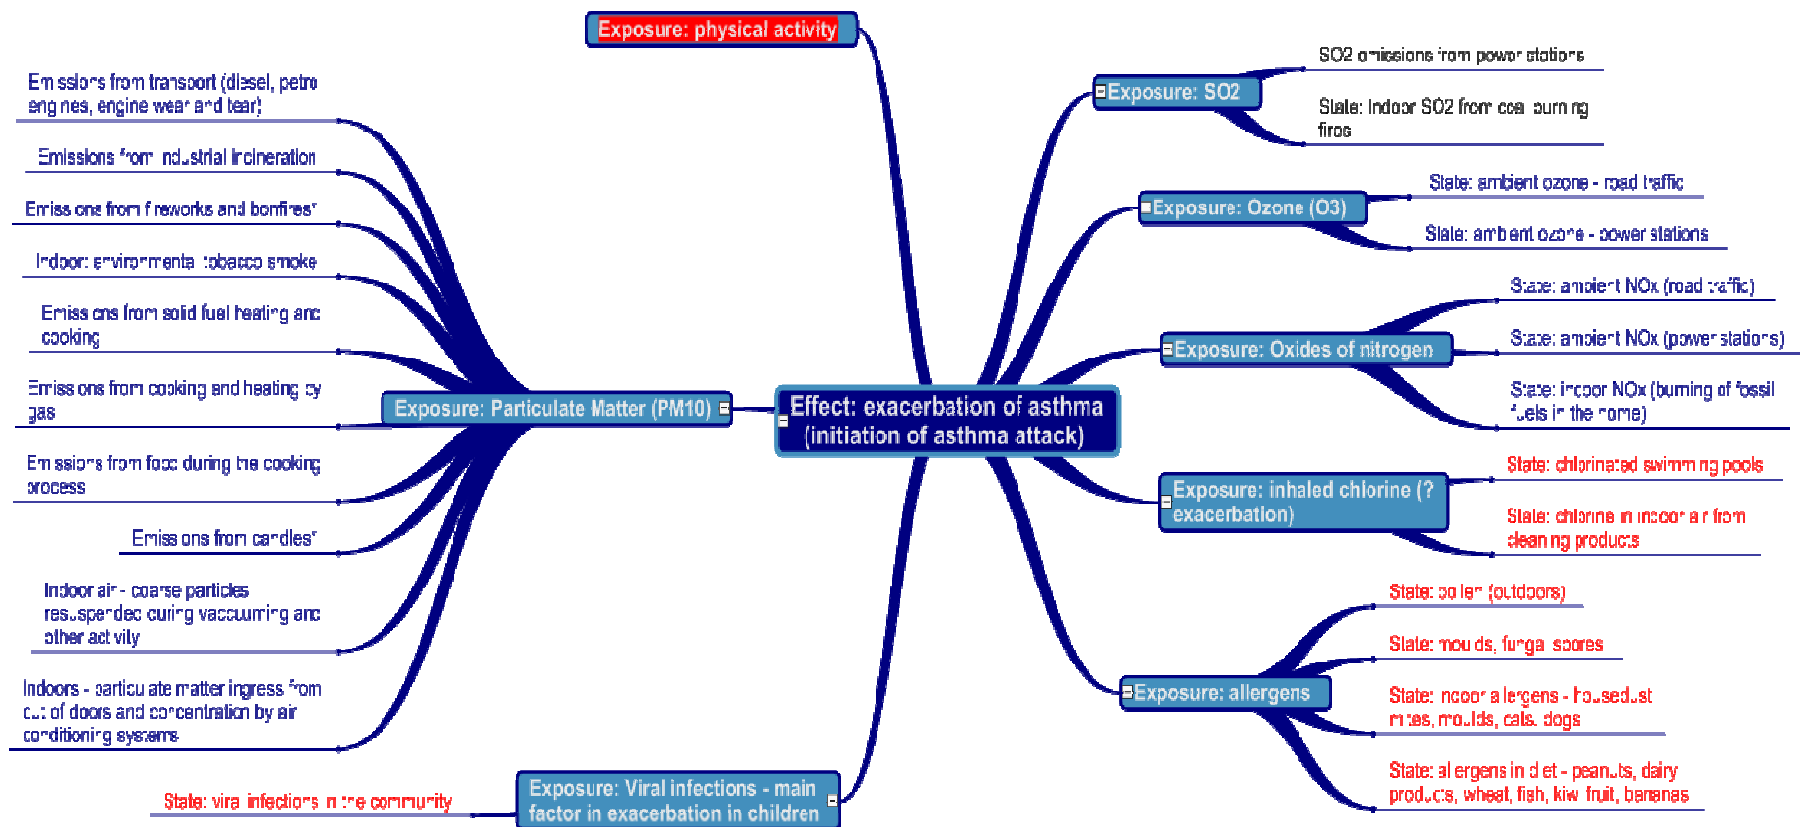 Exposure: physical activity
Emissions from transport (diesel, petro
engines, engine wear and tear)
Emissions from industrial incineration
Emissions from fireworks and bonfires*
Indoor: environmental tobacco smoke
Emissions from solid fuel heating and
cooking
Emissions from cooking and heating by
gas
Emissions from food during the cooking
process
Emissions from candles*
Indoor air - coarse particles
resuspended during vaccuuming and
other activity
Indoors - particulate matter ingress from
out of doors and concentration by air
conditioning systems
Exposure: Particulate Matter (PM10)
State: viral infections in the community
Exposure: Viral infections - main
factor in exacerbation in children
Effect: exacerbation of asthma
(initiation of asthma attack)
Exposure: SO2
SO2 emissions from power stations
State: Indoor SO2 from coal burning
fires
Exposure: Ozone (O3)
State: ambient ozone - road traffic
State: ambient ozone - power stations
Exposure: Oxides of nitrogen
State: ambient NOx (road traffic)
State: ambient NOx (power stations)
State: indoor NOx (burning of fossil
fuels in the home)
Exposure: inhaled chlorine (?
exacerbation)
State: chlorinated swimming pools
State: chlorine in indoor air from
cleaning products
Exposure: allergens
State: pollen (outdoors)
State: moulds, fungal spores
State: indoor allergens - housedust
mites, moulds, cats, dogs
State: allergens in diet - peanuts, dairy
products, wheat, fish, kiwi fruit, bananas